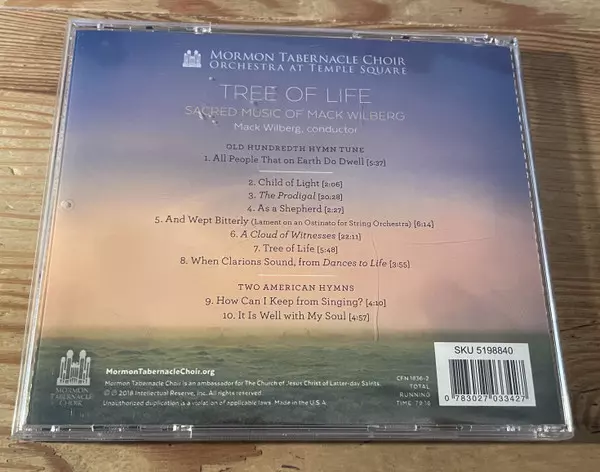 MORMON TABERNACLE CHOIR
ORCHESTRA AT TEMPLE SQUARE
TREE OF LIFE
SACRED MUSIC OF MACK WILBERG
Mack Wilberg, conductor
OLD HUNDREDTH HYMN TUNE
1. All People That on Earth Do Dwell [5:37]
2. Child of Light [2:06]
3. The Prodigal [20:28]
4. As a Shepherd [2:27]
5. And Wept Bitterly (Lament on an Ostinato for String Orchestra) [6:14]
6. A Cloud of Witnesses [22:11]
7. Tree of Life [5:48]
8. When Clarions Sound, from Dances to Life [3:55]
TWO AMERICAN HYMNS
9. How Can I Keep from Singing? [4:10]
10. It Is Well with My Soul [4:57]
MORMON
TABERNACLE
CHOIR
MormonTabernacleChoir.org
Mormon Tabernacle Choir is an ambassador for The Church of Jesus Christ of Latter-day Saints.
© ℗ 2018 Intellectual Reserve, Inc. All rights reserved.
Unauthorized duplication is a violation of applicable laws. Made in the U.S.A.
TOTAL
RUNNING
SKU 5198840
0 783027 033427